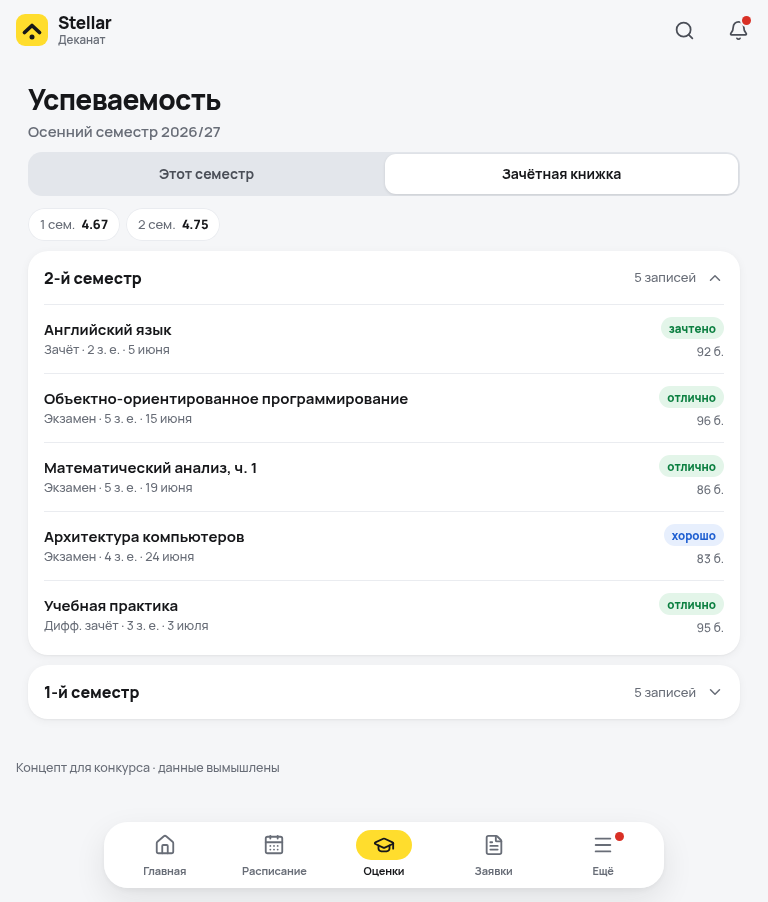 Stellar
Деканат
Успеваемость
Осенний семестр 2026/27
Этот семестр
Зачётная книжка
1 сем. 4.67
2 сем. 4.75
2-й семестр
5 записей
Английский язык
зачтено
Зачёт · 2 з. е. · 5 июня
92 б.
Объектно-ориентированное программирование
отлично
Экзамен · 5 з. е. · 15 июня
96 б.
Математический анализ, ч. 1
отлично
Экзамен · 5 з. е. · 19 июня
86 б.
Архитектура компьютеров
хорошо
Экзамен · 4 з. е. · 24 июня
83 б.
Учебная практика
отлично
Дифф. зачёт · 3 з. е. · 3 июля
95 б.
1-й семестр
5 записей
Концепт для конкурса · данные вымышлены
Главная
Расписание
Оценки
Заявки
Ещё